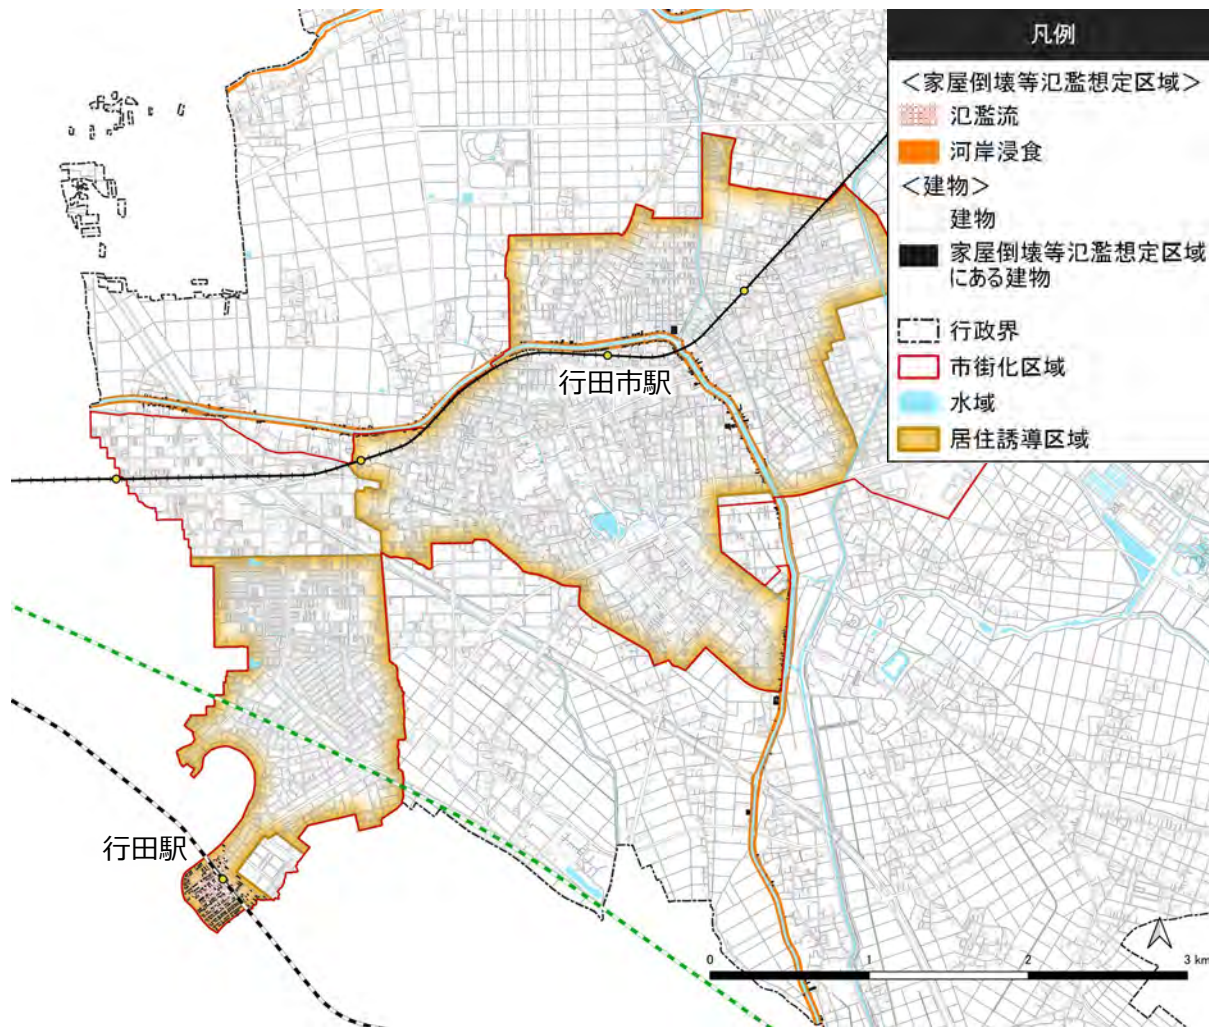 凡例
＜家屋倒壊等氾濫想定区域＞
氾濫流
河岸浸食
＜建物＞
建物
家屋倒壊等氾濫想定区域
にある建物
行政界
市街化区域
水域
居住誘導区域
行田市駅
行田駅
0 1 2 3 km